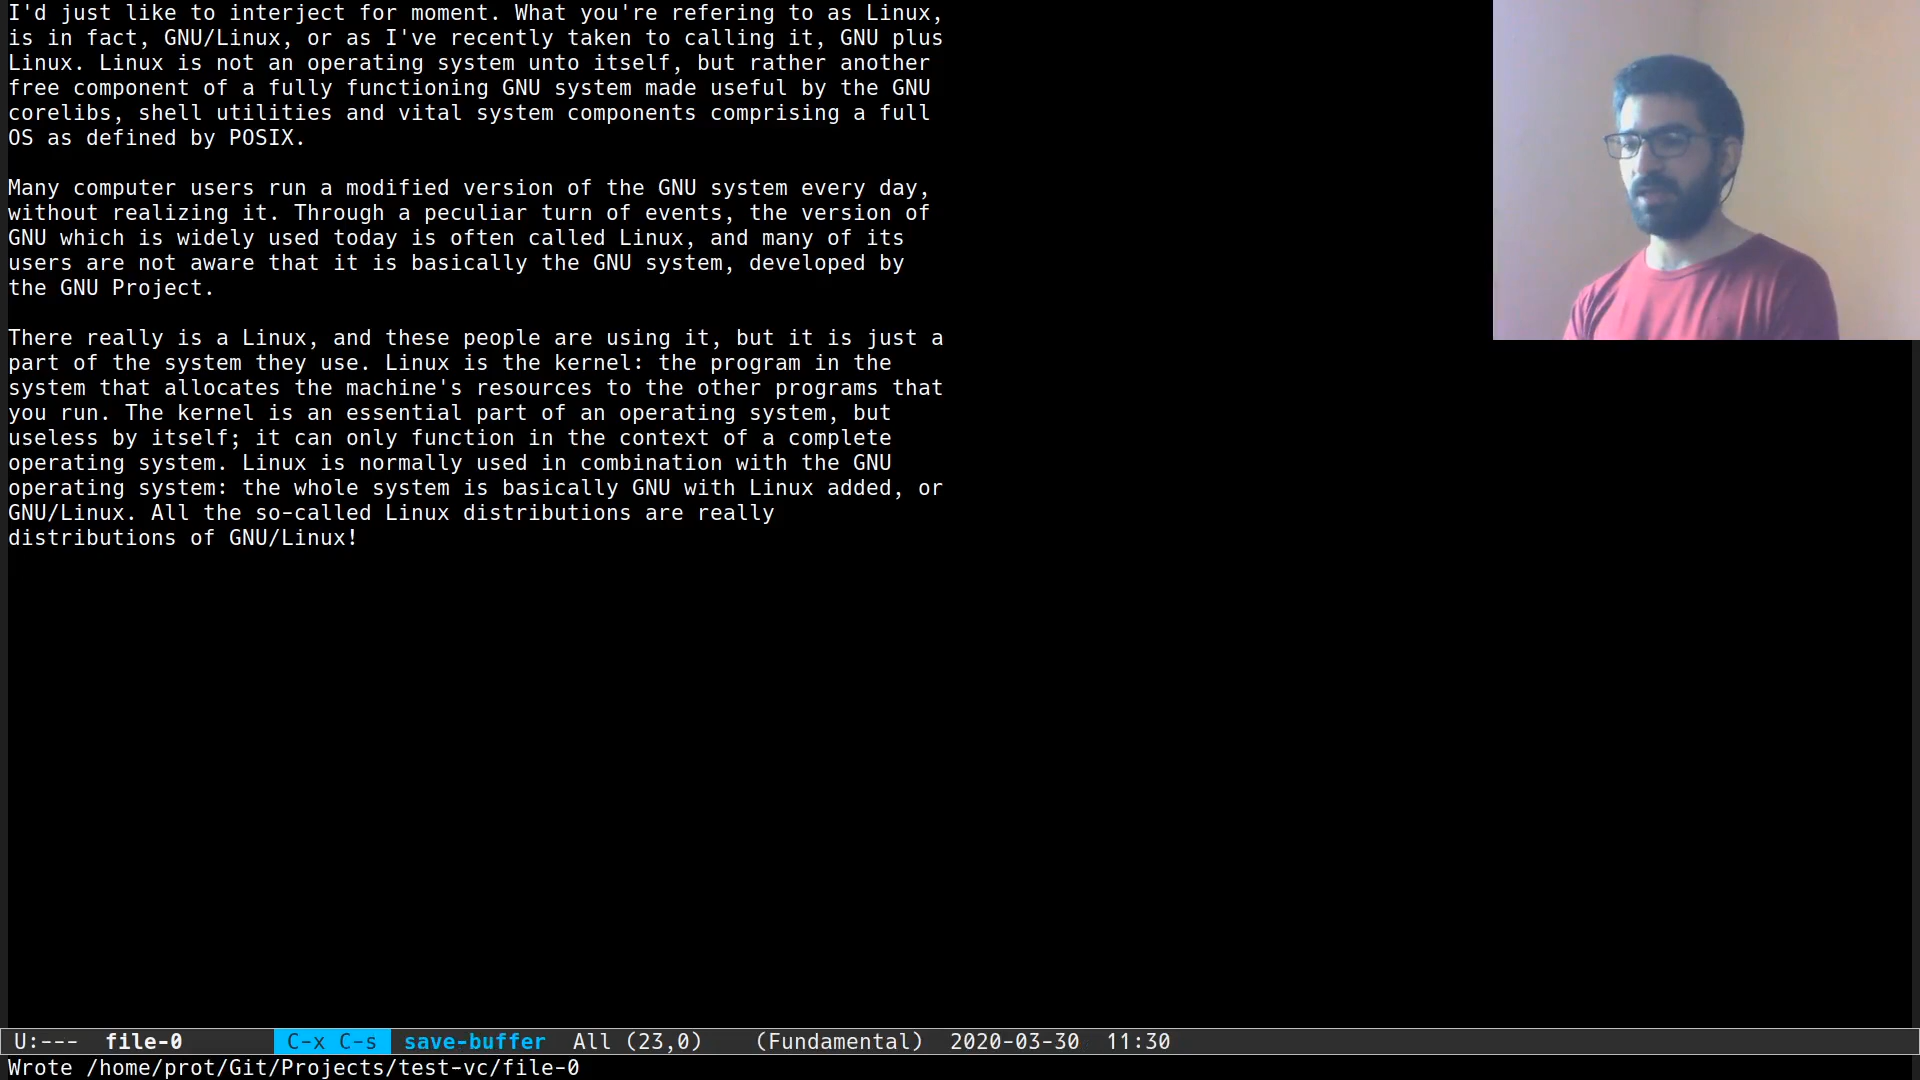 I'd just like to interject for moment. What you're refering to as Linux,
is in fact, GNU/Linux, or as I've recently taken to calling it, GNU plus
Linux. Linux is not an operating system unto itself, but rather another
free component of a fully functioning GNU system made useful by the GNU
corelibs, shell utilities and vital system components comprising a full
OS as defined by POSIX.
Many computer users run a modified version of the GNU system every day,
without realizing it. Through a peculiar turn of events, the version of
GNU which is widely used today is often called Linux, and many of its
users are not aware that it is basically the GNU system, developed by
the GNU Project.
There really is a Linux, and these people are using it, but it is just a
part of the system they use. Linux is the kernel: the program in the
system that allocates the machine's resources to the other programs that
you run. The kernel is an essential part of an operating system, but
useless by itself; it can only function in the context of a complete
operating system. Linux is normally used in combination with the GNU
operating system: the whole system is basically GNU with Linux added, or
GNU/Linux. All the so-called Linux distributions are really
distributions of GNU/Linux!
U:--- file-0 C-x C-s save-buffer All (23,0) (Fundamental) 2020-03-30 11:30
Wrote /home/prot/Git/Projects/test-vc/file-0